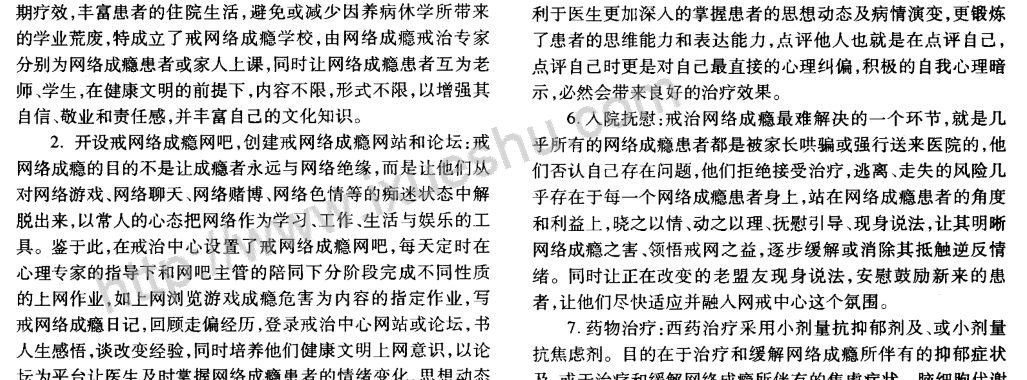 期疗效,丰富患者的住院生活,避免或减少因养病休学所带来
的学业荒废,特成立了戒网络成瘾学校,由网络成瘾戒治专家
分别为网络成瘾患者或家人上课,同时让网络成瘾患者互为老
师、学生,在健康文明的前提下,内容不限,形式不限,以增强其
自信、敬业和责任感,并丰富自己的文化知识。
2. 开设戒网络成瘾网吧,创建戒网络成瘾网站和论坛:戒
网络成瘾的目的不是让成瘾者永远与网络绝缘,而是让他们从
对网络游戏、网络聊天、网络赌博、网络色情等的痴迷状态中解
脱出来,以常人的心态把网络作为学习、工作、生活与娱乐的工
具。鉴于此,在戒治中心设置了戒网络成瘾网吧,每天定时在
心理专家的指导下和网吧主管的陪同下分阶段完成不同性质
的上网作业,如上网浏览游戏成瘾危害为内容的指定作业,写
戒网络成瘾日记,回顾走偏经历,登录戒治中心网站或论坛,书
人生感悟,谈改变经验,同时培养他们健康文明上网意识,以论
坛为平台让医生及时掌握网络成瘾患者的情绪变化、思想动态
利于医生更加深入的掌握患者的思想动态及病情演变,更锻炼
了患者的思维能力和表达能力,点评他人也就是在点评自己,
点评自己时更是对自己最直接的心理纠偏,积极的自我心理暗
示,必然会带来良好的治疗效果。
6. 入院抚慰:戒治网络成瘾最难解决的一个环节,就是几
乎所有的网络成瘾患者都是被家长哄骗或强行送来医院的,他
们否认自己存在问题,他们拒绝接受治疗,逃离、走失的风险几
乎存在于每一个网络成瘾患者身上,站在网络成瘾患者的角度
和利益上,晓之以情、动之以理、抚慰引导、现身说法,让其明晰
网络成瘾之害、领悟戒网之益,逐步缓解或消除其抵触逆反情
绪。同时让正在改变的老盟友现身说法,安慰鼓励新来的患
者,让他们尽快适应并融入网戒中心这个氛围。
7. 药物治疗:西药治疗采用小剂量抗抑郁剂及、或小剂量
抗焦虑剂。目的在于治疗和缓解网络成瘾所伴有的抑郁症状
及、或于治疗和缓解网络成瘾所伴有的焦虑症状、脑细胞代谢
http://www.ixueshu.com